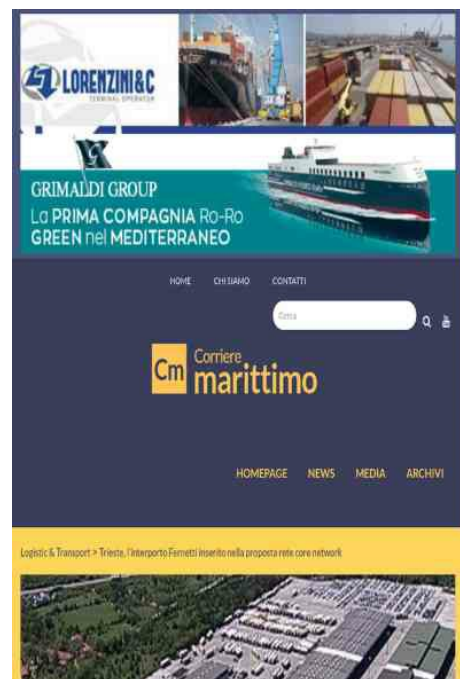 LORENZINI&C
TERMINAL OPERATOR
GRIMALDI GROUP
La PRIMA COMPAGNIA Ro-Ro
GREEN nel MEDITERRANEO
HOME CHI SIAMO CONTATTI
Cerca
Cm Corriere
marittimo
HOMEPAGE NEWS MEDIA ARCHIVI
Logistic & Transport > Trieste, l'Interporto Fernetti inserito nella proposta rete core network